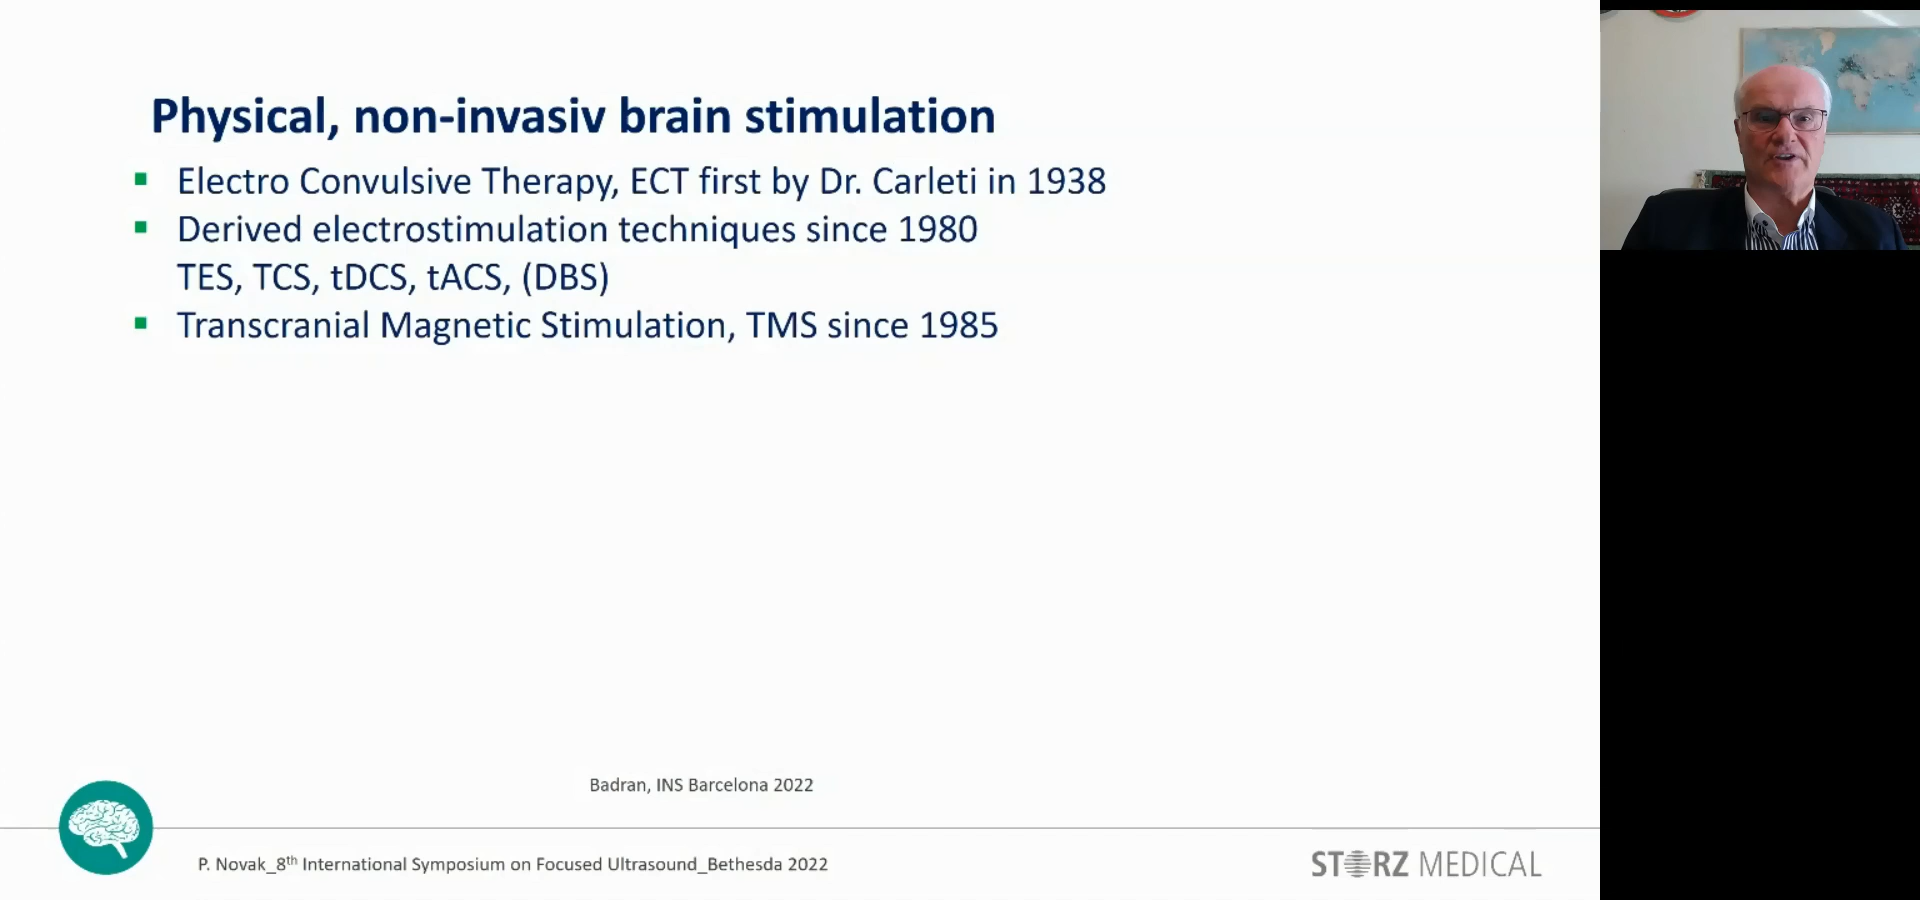 Physical, non-invasiv brain stimulation
Electro Convulsive Therapy, ECT first by Dr. Carleti in 1938
Derived electrostimulation techniques since 1980
TES, TCS, tDCS, tACS, (DBS)
Transcranial Magnetic Stimulation, TMS since 1985
Badran, INS Barcelona 2022
P. Novak_8th International Symposium on Focused Ultrasound_Bethesda 2022
STORZ MEDICAL